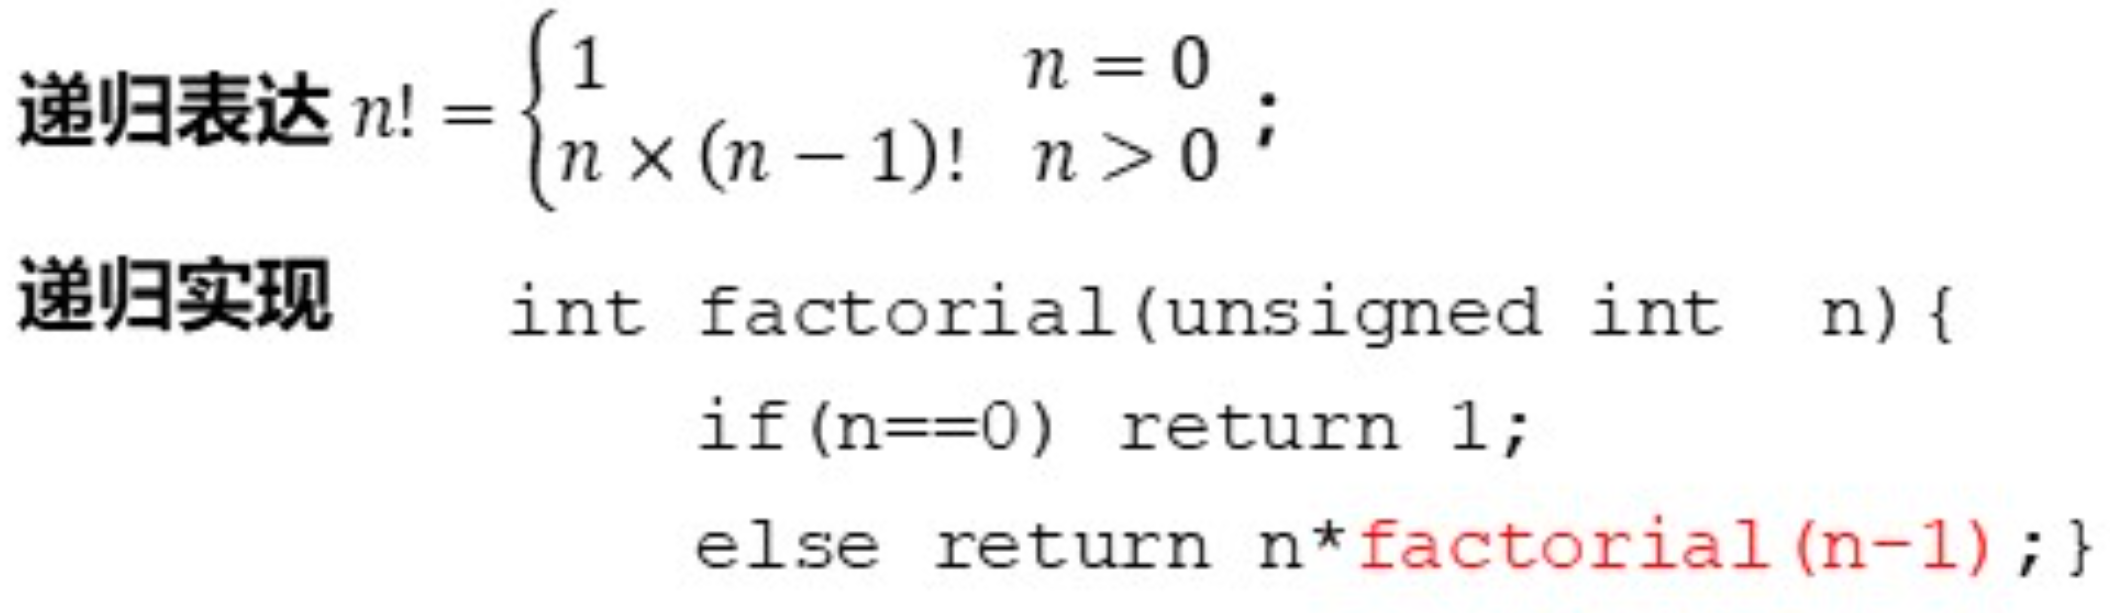 递归表达 n! = { 1 n = 0
n × (n − 1)! n > 0 ;
递归实现 int factorial(unsigned int n){
if(n==0) return 1;
else return n*factorial(n-1);}